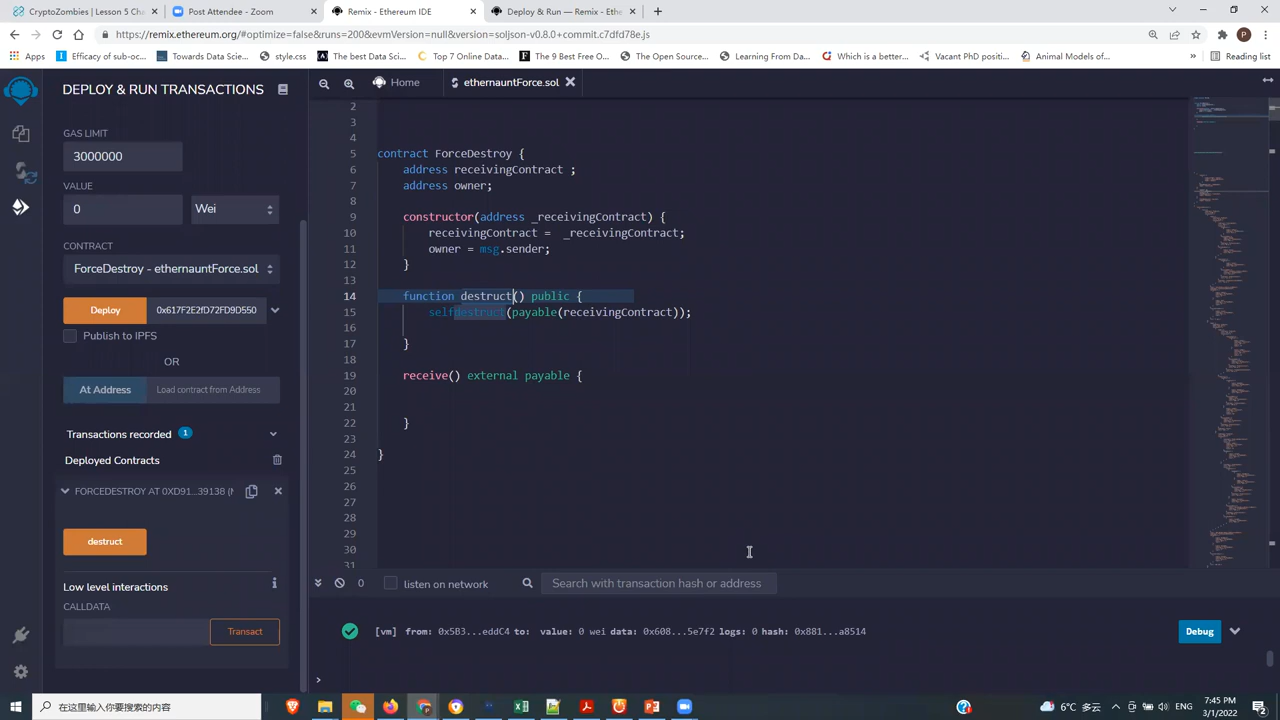 CryptoZombies | Lesson 5 Cha
Post Attendee - Zoom
Remix - Ethereum IDE
Deploy & Run — Remix - Ethe
https://remix.ethereum.org/#optimize=false&runs=200&evmVersion=null&version=soljson-v0.8.0+commit.c7dfd78e.js
Apps
Efficacy of sub-oc...
Towards Data Scie...
style.css
The best Data Sci...
Top 7 Online Data...
The 9 Best Free O...
The Open Source...
Learning From Da...
Which is a better...
Vacant PhD positi...
Animal Models of...
Reading list
DEPLOY & RUN TRANSACTIONS
Home
ethernauntForce.sol
GAS LIMIT
3000000
VALUE
0
Wei
CONTRACT
ForceDestroy - ethernauntForce.sol
Deploy
0x617F2E2fD72FD9D550
Publish to IPFS
OR
At Address
Load contract from Address
Transactions recorded 1
Deployed Contracts
FORCEDESTROY AT 0XD91...39138 (M
destruct
Low level interactions
i
CALLDATA
Transact
2
3
4
5 contract ForceDestroy {
6 address receivingContract ;
7 address owner;
8
9 constructor(address _receivingContract) {
10 receivingContract = _receivingContract;
11 owner = msg.sender;
12 }
13
14 function destruct() public {
15 selfdestruct(payable(receivingContract));
16
17 }
18
19 receive() external payable {
20
21
22 }
23
24 }
25
26
27
28
29
30
31
0
listen on network
Search with transaction hash or address
[vm] from: 0x5B3...eddC4 to: value: 0 wei data: 0x608...5e7f2 logs: 0 hash: 0x881...a8514
Debug
>
在这里输入你要搜索的内容
6°C 多云
7:45 PM
3/1/2022
2